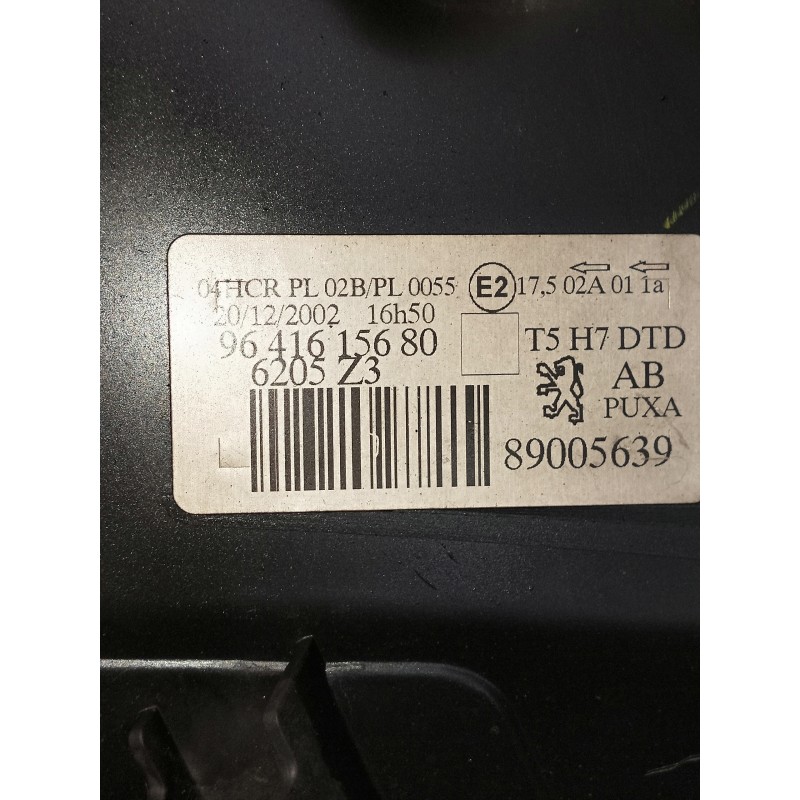 04HCR PL 02B/PL 0055 E2 17,5 02A 01 1a
20/12/2002 16h50
96 416 156 80
T5 H7 DTD
6205 Z3
AB
PUXA
89005639